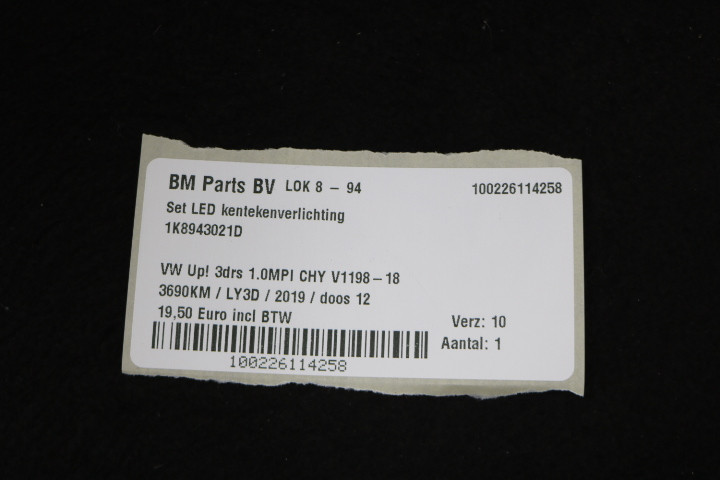 BM Parts BV LOK 8 - 94 100226114258
Set LED kentekenverlichting
1K8943021D
VW Up! 3drs 1.0MPI CHY V1198-18
3690KM / LY3D / 2019 / doos 12
19,50 Euro incl BTW Verz: 10
Aantal: 1
100226114258